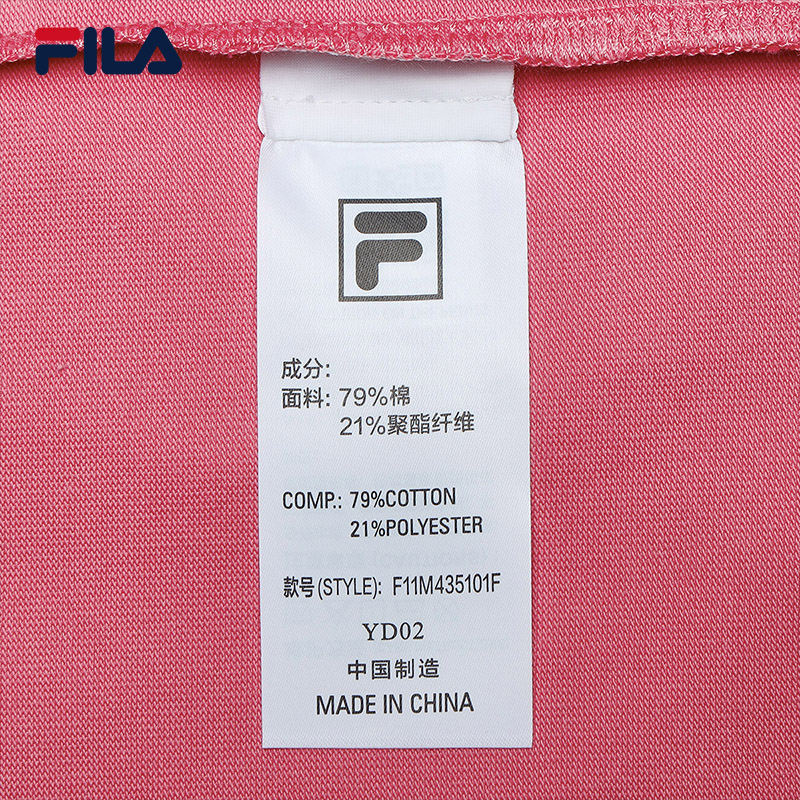 FILA
F
成分:
面料: 79%棉
21%聚酯纤维
COMP.: 79%COTTON
21%POLYESTER
款号(STYLE): F11M435101F
YD02
中国制造
MADE IN CHINA